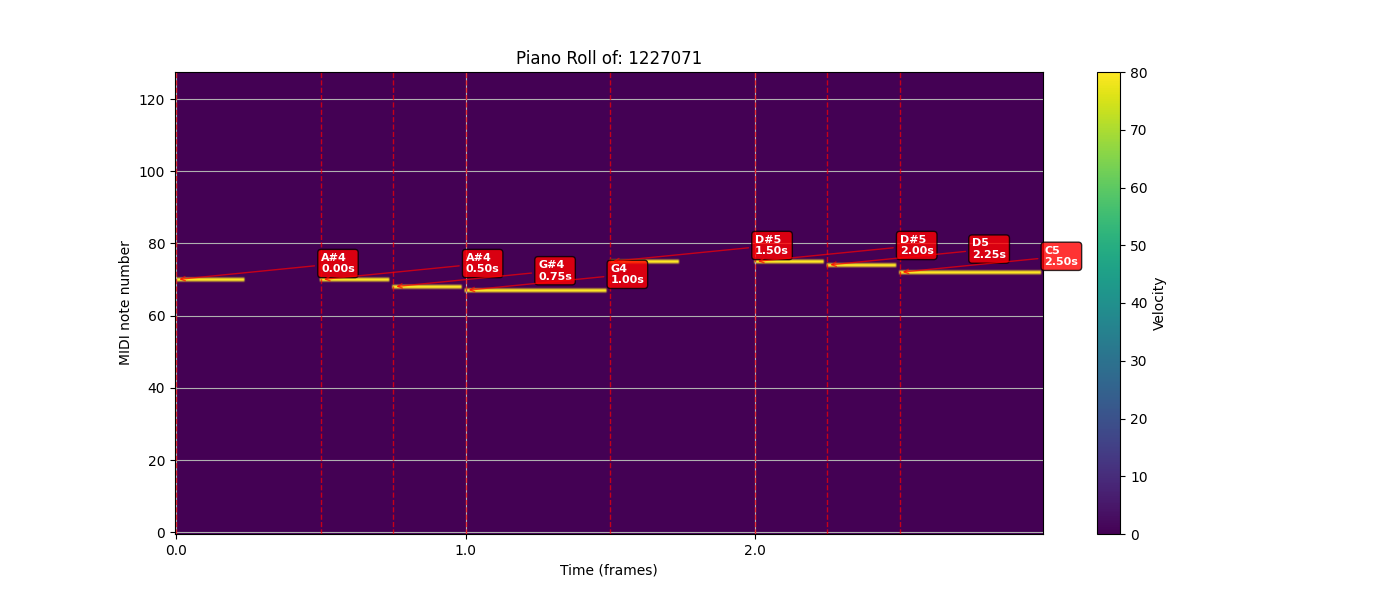 Piano Roll of: 1227071
120
100
80
60
40
20
0
MIDI note number
A#4
0.00s
A#4
0.50s
G#4
0.75s
G4
1.00s
D#5
1.50s
D#5
2.00s
D5
2.25s
C5
2.50s
0.0
1.0
2.0
Time (frames)
80
70
60
50
40
30
20
10
0
Velocity